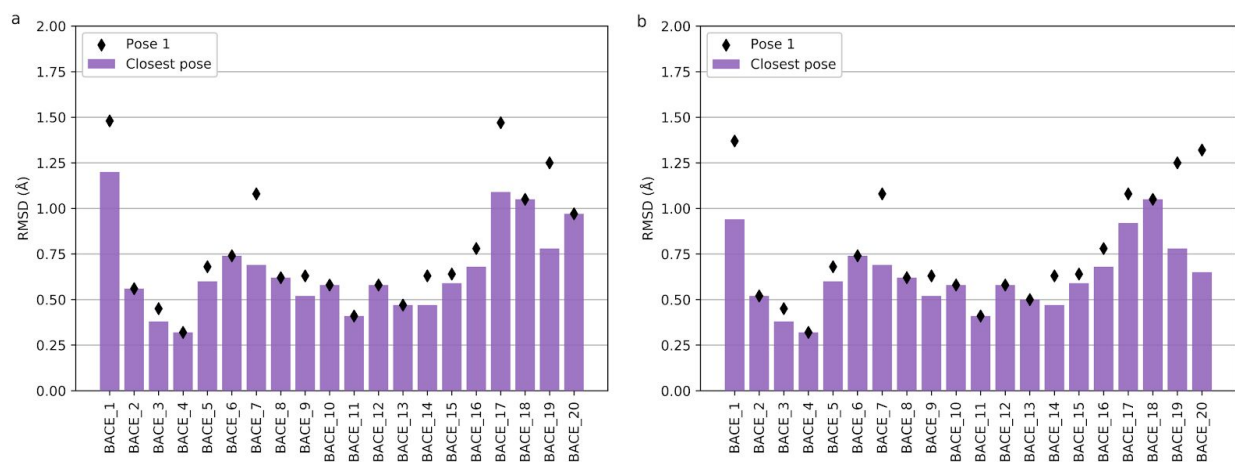 a
2.00
1.75
1.50
1.25
1.00
0.75
0.50
0.25
0.00
RMSD (Å)
Pose 1
Closest pose
BACE_1
BACE_2
BACE_3
BACE_4
BACE_5
BACE_6
BACE_7
BACE_8
BACE_9
BACE_10
BACE_11
BACE_12
BACE_13
BACE_14
BACE_15
BACE_16
BACE_17
BACE_18
BACE_19
BACE_20
b
2.00
1.75
1.50
1.25
1.00
0.75
0.50
0.25
0.00
RMSD (Å)
Pose 1
Closest pose
BACE_1
BACE_2
BACE_3
BACE_4
BACE_5
BACE_6
BACE_7
BACE_8
BACE_9
BACE_10
BACE_11
BACE_12
BACE_13
BACE_14
BACE_15
BACE_16
BACE_17
BACE_18
BACE_19
BACE_20